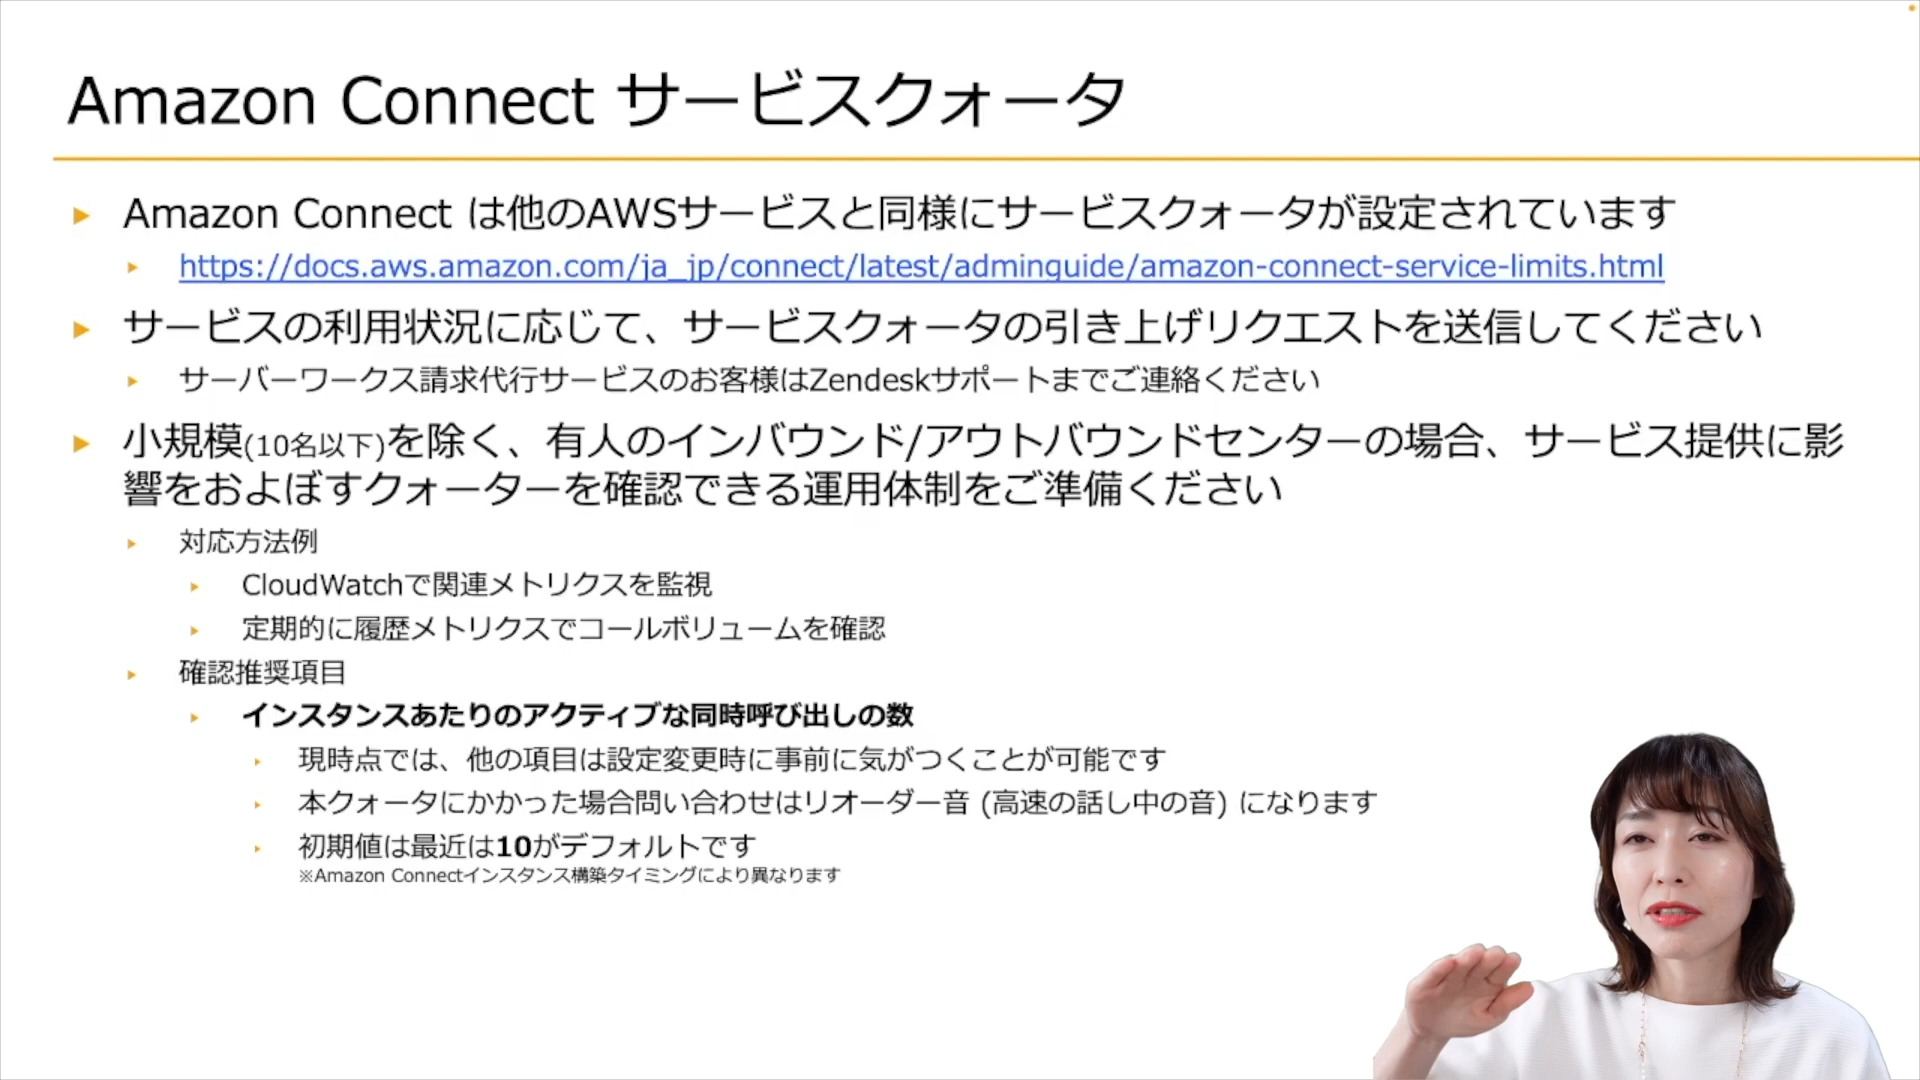 Amazon Connect サービスクォータ
Amazon Connect は他のAWSサービスと同様にサービスクォータが設定されています
https://docs.aws.amazon.com/ja_jp/connect/latest/adminguide/amazon-connect-service-limits.html
サービスの利用状況に応じて、サービスクォータの引き上げリクエストを送信してください
サーバーワークス請求代行サービスのお客様はZendeskサポートまでご連絡ください
小規模(10名以下)を除く、有人のインバウンド/アウトバウンドセンターの場合、サービス提供に影
響をおよぼすクォーターを確認できる運用体制をご準備ください
対応方法例
CloudWatchで関連メトリクスを監視
定期的に履歴メトリクスでコールボリュームを確認
確認推奨項目
インスタンスあたりのアクティブな同時呼び出しの数
現時点では、他の項目は設定変更時に事前に気がつくことが可能です
本クォータにかかった場合問い合わせはリオーダー音 (高速の話し中の音) になります
初期値は最近は10がデフォルトです
※Amazon Connectインスタンス構築タイミングにより異なります